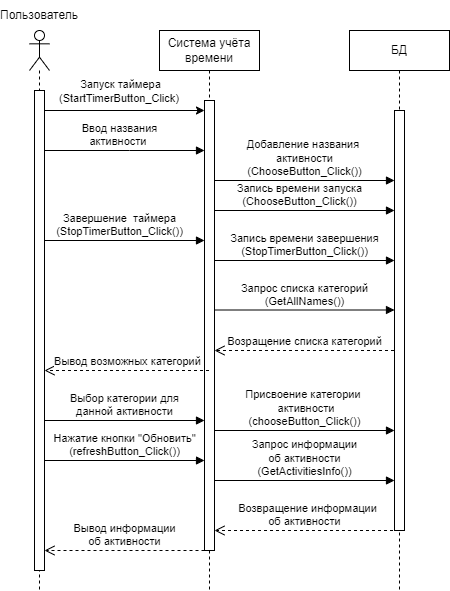 Пользователь
Система учёта
времени
БД
Запуск таймера
(StartTimerButton_Click)
Ввод названия
активности
Добавление названия
активности
(ChooseButton_Click())
Запись времени запуска
(ChooseButton_Click())
Завершение таймера
(StopTimerButton_Click())
Запись времени завершения
(StopTimerButton_Click())
Запрос списка категорий
(GetAllNames())
Возращение списка категорий
Вывод возможных категорий
Выбор категории для
данной активности
Присвоение категории
активности
(chooseButton_Click())
Нажатие кнопки "Обновить"
(refreshButton_Click())
Запрос информации
об активности
(GetActivitiesInfo())
Возвращение информации
об активности
Вывод информации
об активности